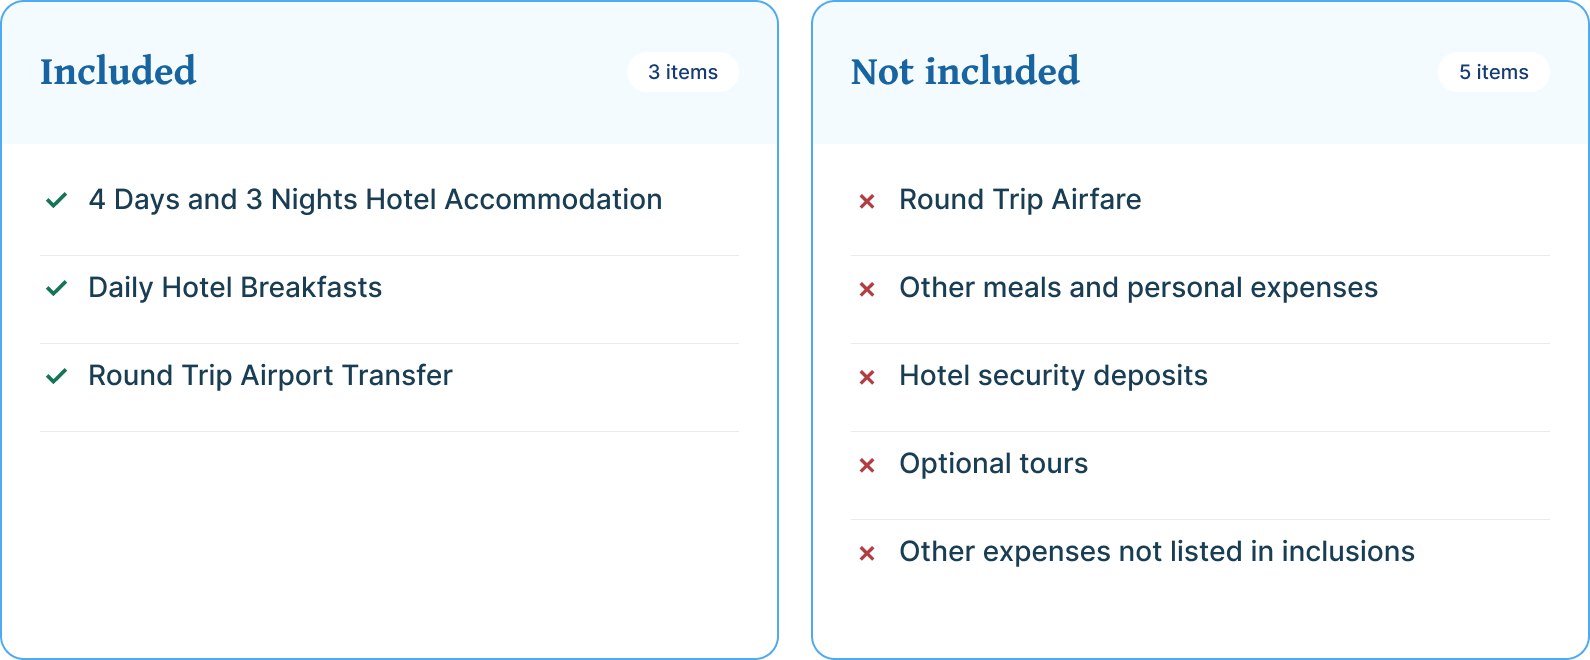 Included
3 items
4 Days and 3 Nights Hotel Accommodation
Daily Hotel Breakfasts
Round Trip Airport Transfer
Not included
5 items
Round Trip Airfare
Other meals and personal expenses
Hotel security deposits
Optional tours
Other expenses not listed in inclusions